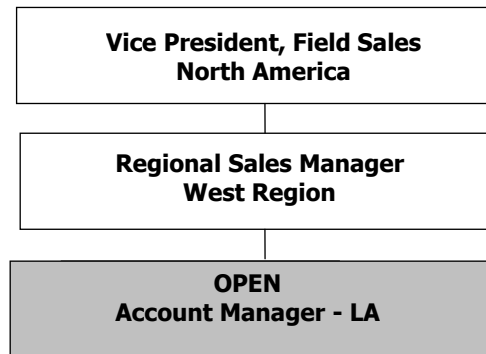 Vice President, Field Sales
North America
Regional Sales Manager
West Region
OPEN
Account Manager - LA